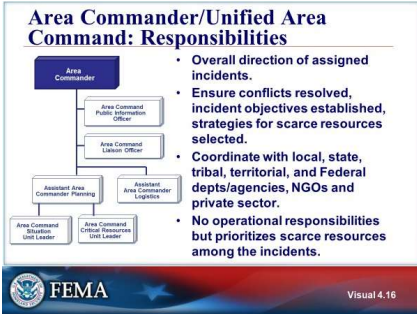 Area Commander/Unified Area
Command: Responsibilities
Area
Commander
Area Command
Public Information
Officer
Area Command
Liaison Officer
Assistant Area
Commander Planning
Assistant
Area Commander
Logistics
Area Command
Situation
Unit Leader
Area Command
Critical Resources
Unit Leader
• Overall direction of assigned
incidents.
• Ensure conflicts resolved,
incident objectives established,
strategies for scarce resources
selected.
• Coordinate with local, state,
tribal, territorial, and Federal
depts/agencies, NGOs and
private sector.
• No operational responsibilities
but prioritizes scarce resources
among the incidents.
FEMA
Visual 4.16